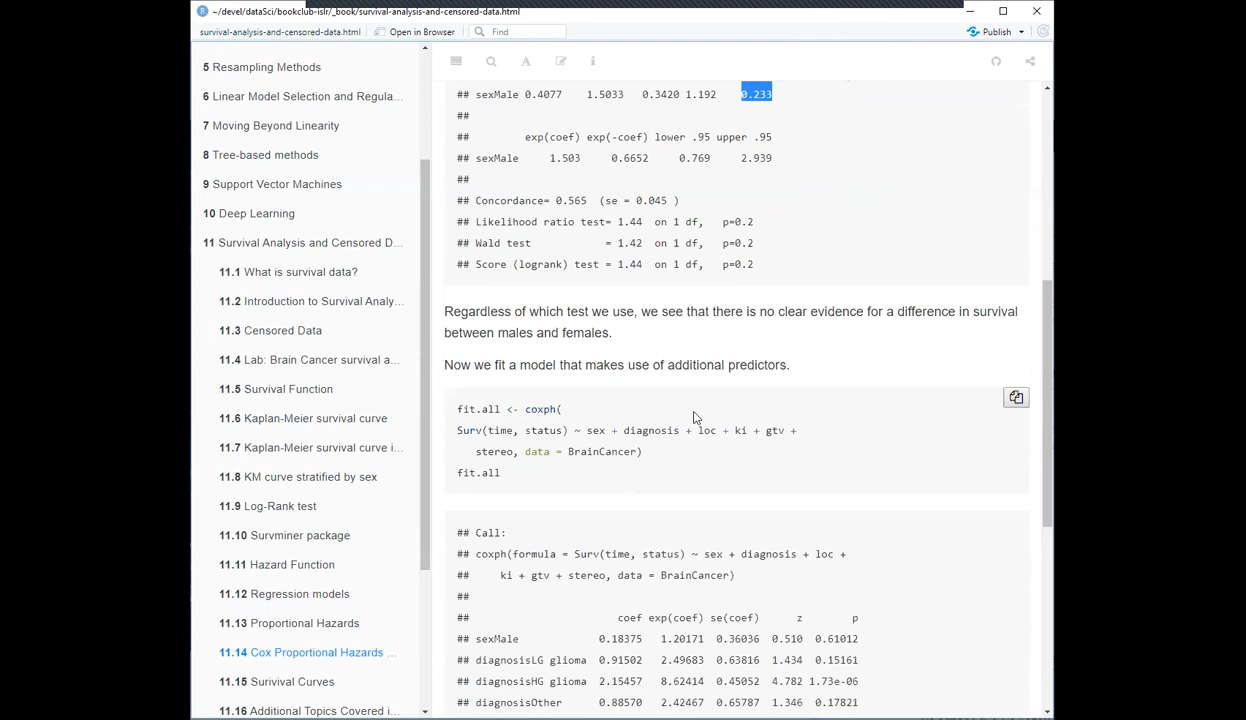 ~/devel/dataSci/bookclub-islr/_book/survival-analysis-and-censored-data.html
survival-analysis-and-censored-data.html
Open in Browser
Find
Publish
5 Resampling Methods
6 Linear Model Selection and Regula...
7 Moving Beyond Linearity
8 Tree-based methods
9 Support Vector Machines
10 Deep Learning
11 Survival Analysis and Censored D...
11.1 What is survival data?
11.2 Introduction to Survival Analy...
11.3 Censored Data
11.4 Lab: Brain Cancer survival a...
11.5 Survival Function
11.6 Kaplan-Meier survival curve
11.7 Kaplan-Meier survival curve i...
11.8 KM curve stratified by sex
11.9 Log-Rank test
11.10 Survminer package
11.11 Hazard Function
11.12 Regression models
11.13 Proportional Hazards
11.14 Cox Proportional Hazards ...
11.15 Surivival Curves
11.16 Additional Topics Covered i...
## sexMale 0.4077 1.5033 0.3420 1.192 0.233
##
## exp(coef) exp(-coef) lower .95 upper .95
## sexMale 1.503 0.6652 0.769 2.939
##
## Concordance= 0.565 (se = 0.045 )
## Likelihood ratio test= 1.44 on 1 df, p=0.2
## Wald test = 1.42 on 1 df, p=0.2
## Score (logrank) test = 1.44 on 1 df, p=0.2
Regardless of which test we use, we see that there is no clear evidence for a difference in survival
between males and females.
Now we fit a model that makes use of additional predictors.
fit.all <- coxph(
Surv(time, status) ~ sex + diagnosis + loc + ki + gtv +
stereo, data = BrainCancer)
fit.all
## Call:
## coxph(formula = Surv(time, status) ~ sex + diagnosis + loc +
## ki + gtv + stereo, data = BrainCancer)
##
## coef exp(coef) se(coef) z p
## sexMale 0.18375 1.20171 0.36036 0.510 0.61012
## diagnosisLG glioma 0.91502 2.49683 0.63816 1.434 0.15161
## diagnosisHG glioma 2.15457 8.62414 0.45052 4.782 1.73e-06
## diagnosisOther 0.88570 2.42467 0.65787 1.346 0.17821